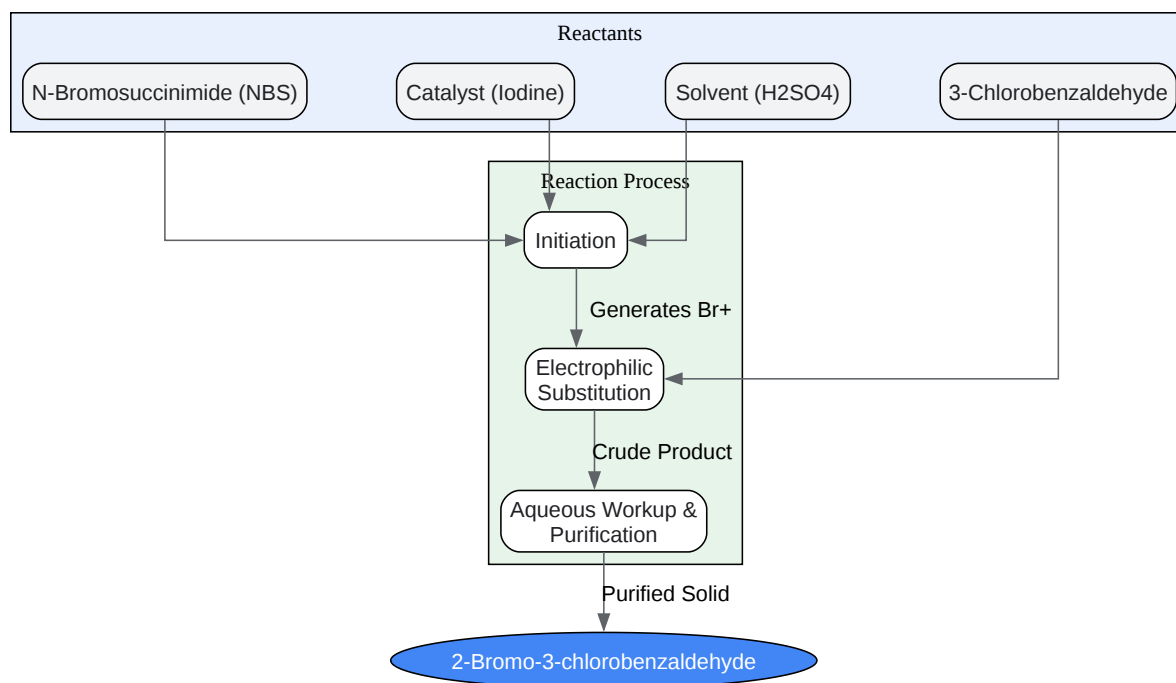 Reactants
N-Bromosuccinimide (NBS)
Catalyst (Iodine)
Solvent (H2SO4)
3-Chlorobenzaldehyde
Reaction Process
Initiation
Generates Br+
Electrophilic
Substitution
Crude Product
Aqueous Workup &
Purification
Purified Solid
2-Bromo-3-chlorobenzaldehyde